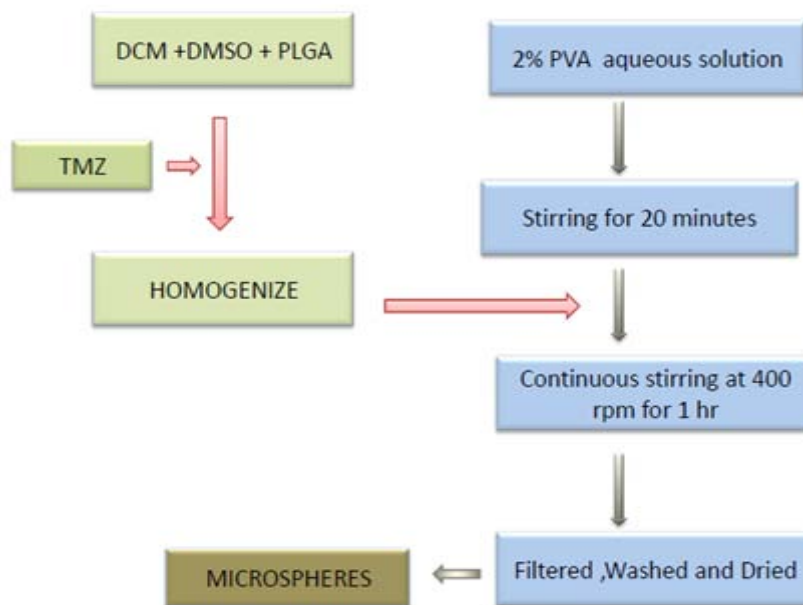 DCM +DMSO + PLGA
TMZ
HOMOGENIZE
2% PVA aqueous solution
Stirring for 20 minutes
Continuous stirring at 400
rpm for 1 hr
Filtered ,Washed and Dried
MICROSPHERES